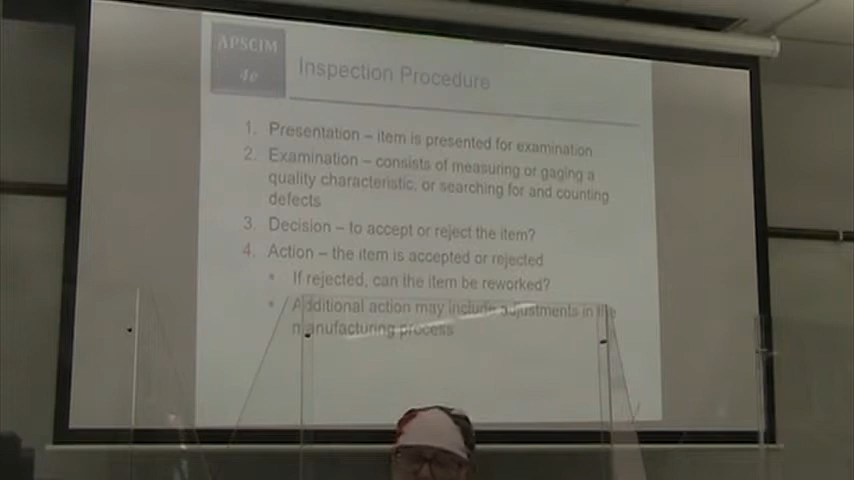 APSCIM
4e
Inspection Procedure
1. Presentation – item is presented for examination
2. Examination – consists of measuring or gaging a
quality characteristic, or searching for and counting
defects
3. Decision – to accept or reject the item?
4. Action – the item is accepted or rejected
• If rejected, can the item be reworked?
• Additional action may include adjustments in the
manufacturing process